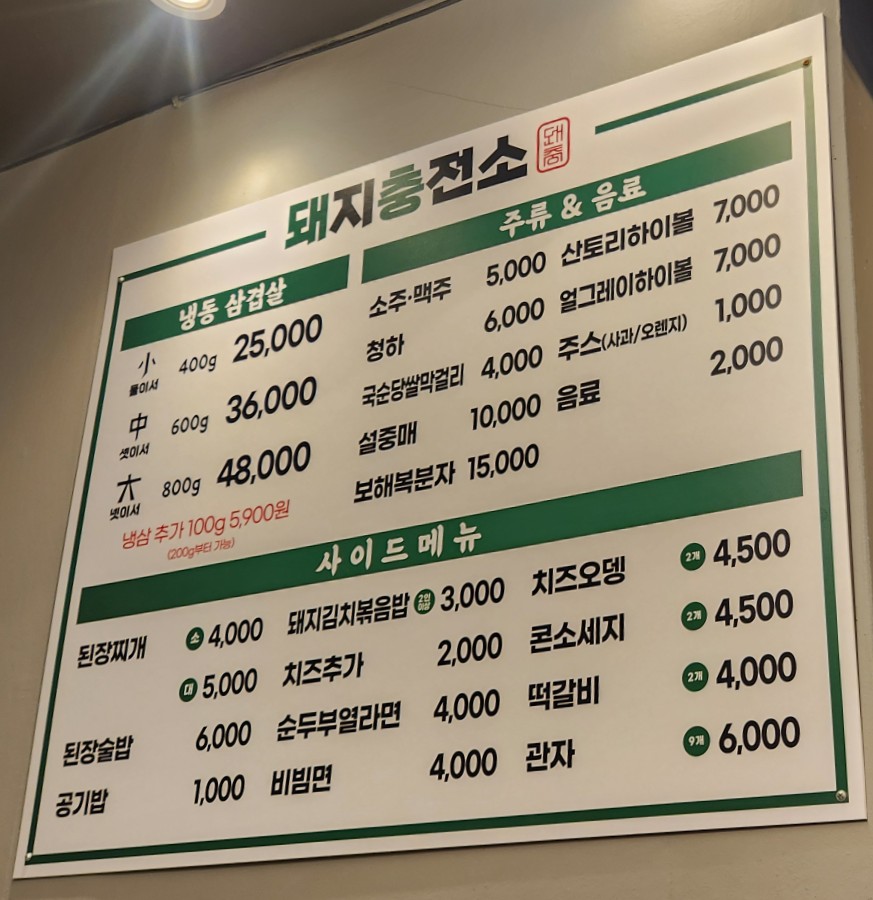 돼지충전소
돼충
냉동 삼겹살
小 400g 25,000
둘이서
中 600g 36,000
셋이서
大 800g 48,000
넷이서
냉삼 추가 100g 5,900원
(200g부터 가능)
주류 & 음료
소주·맥주 5,000
청하 6,000
국순당쌀막걸리 4,000
설중매 10,000
보해복분자 15,000
산토리하이볼 7,000
얼그레이하이볼 7,000
주스(사과/오렌지) 1,000
음료 2,000
사이드메뉴
된장찌개 소 4,000
대 5,000
된장술밥 6,000
공기밥 1,000
돼지김치볶음밥 2인이상 3,000
치즈추가 2,000
순두부열라면 4,000
비빔면 4,000
치즈오뎅 2개 4,500
콘소세지 2개 4,500
떡갈비 2개 4,000
관자 9개 6,000